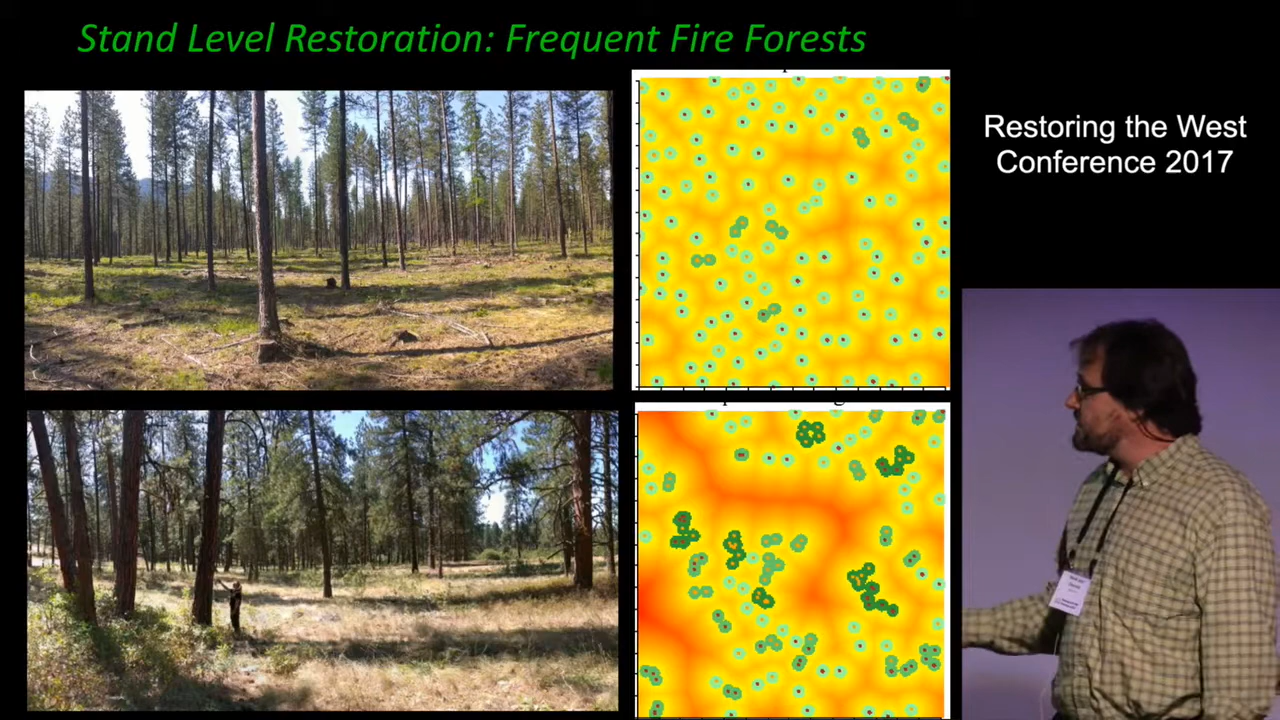 Stand Level Restoration: Frequent Fire Forests
Restoring the West
Conference 2017